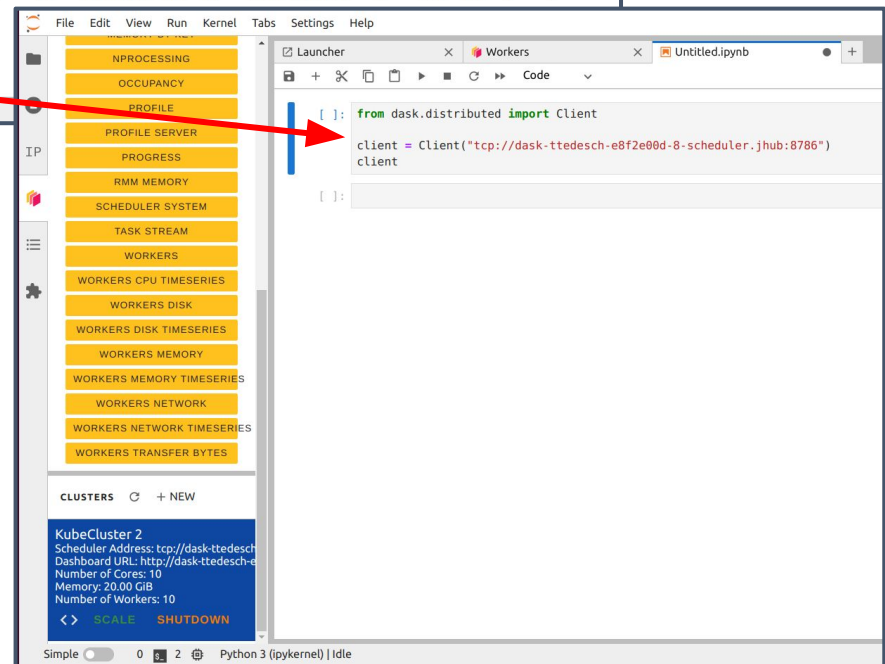 File Edit View Run Kernel Tabs Settings Help
NPROCESSING
OCCUPANCY
PROFILE
PROFILE SERVER
PROGRESS
RMM MEMORY
SCHEDULER SYSTEM
TASK STREAM
WORKERS
WORKERS CPU TIMESERIES
WORKERS DISK
WORKERS DISK TIMESERIES
WORKERS MEMORY
WORKERS MEMORY TIMESERIES
WORKERS NETWORK
WORKERS NETWORK TIMESERIES
WORKERS TRANSFER BYTES
IP
CLUSTERS + NEW
KubeCluster 2
Scheduler Address: tcp://dask-ttedesch
Dashboard URL: http://dask-ttedesch-e
Number of Cores: 10
Memory: 20.00 GiB
Number of Workers: 10
<> SCALE SHUTDOWN
Launcher Workers Untitled.ipynb
Code
[ ]: from dask.distributed import Client
client = Client("tcp://dask-ttedesch-e8f2e00d-8-scheduler.jhub:8786")
client
[ ]:
Simple 0 $_ 2 Python 3 (ipykernel) | Idle